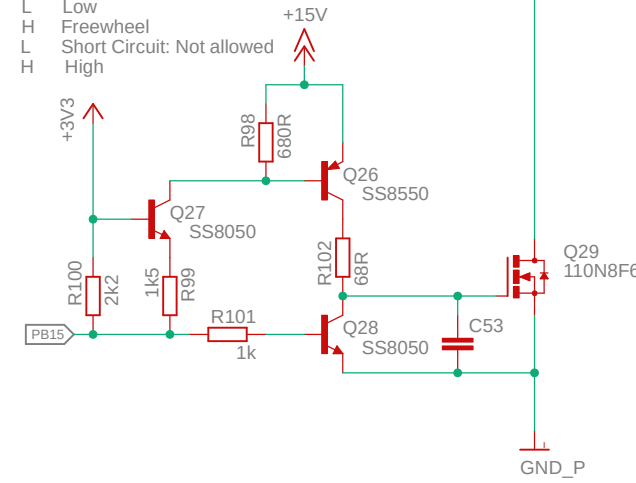 L Low
H Freewheel
L Short Circuit: Not allowed
H High
+15V
+3V3
R98
680R
Q26
SS8550
Q27
SS8050
R102
68R
Q29
110N8F6
R100
2k2
1k5
R99
PB15
R101
1k
Q28
SS8050
C53
GND_P